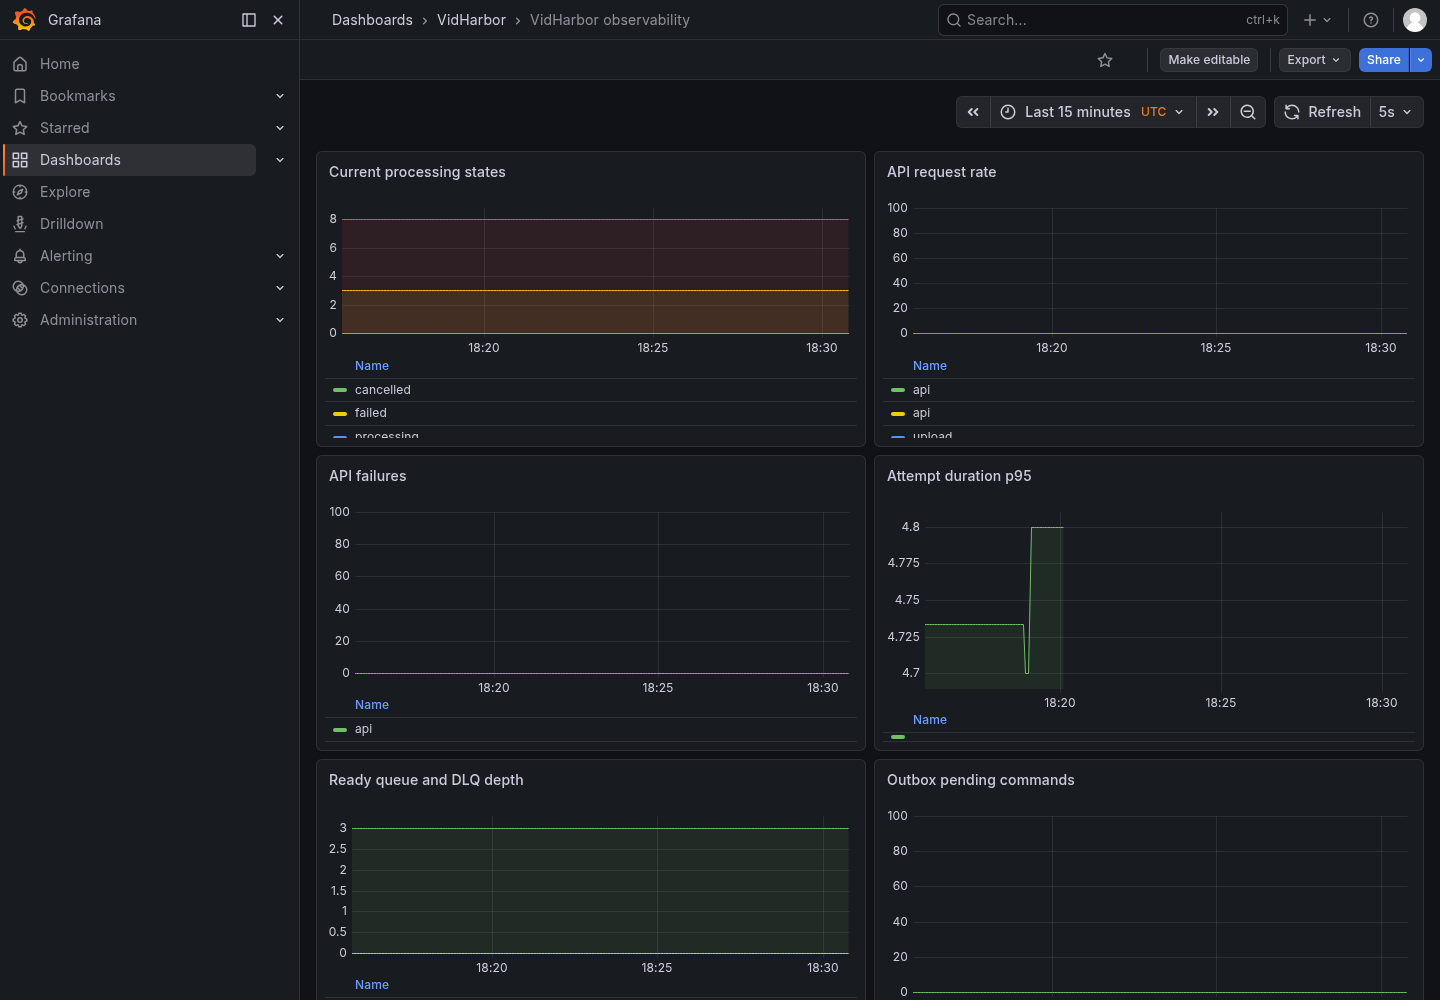 Grafana
Dashboards › VidHarbor › VidHarbor observability
Search...
ctrl+k
Home
Bookmarks
Starred
Dashboards
Explore
Drilldown
Alerting
Connections
Administration
Make editable
Export
Share
Last 15 minutes UTC
Refresh
5s
Current processing states
8
6
4
2
0
18:20 18:25 18:30
Name
cancelled
failed
processing
API request rate
100
80
60
40
20
0
18:20 18:25 18:30
Name
api
api
upload
API failures
100
80
60
40
20
0
18:20 18:25 18:30
Name
api
Attempt duration p95
4.8
4.775
4.75
4.725
4.7
18:20 18:25 18:30
Name
Ready queue and DLQ depth
3
2.5
2
1.5
1
0.5
0
18:20 18:25 18:30
Name
Outbox pending commands
100
80
60
40
20
0